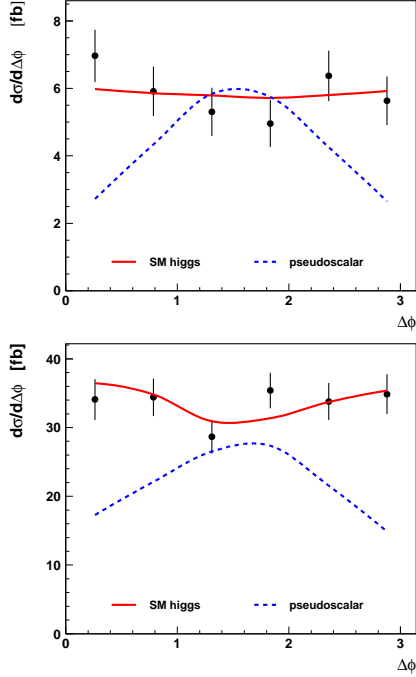 dσ/dΔϕ [fb]
8
6
4
2
0
SM higgs pseudoscalar
0 1 2 3
Δϕ
dσ/dΔϕ [fb]
40
30
20
10
0
SM higgs pseudoscalar
0 1 2 3
Δϕ